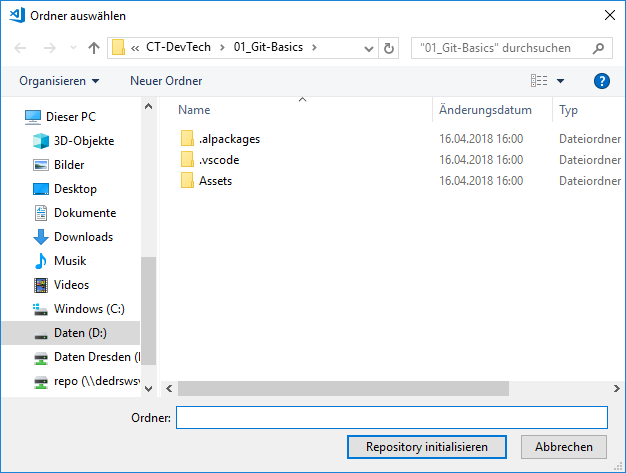 Ordner auswählen
« CT-DevTech 01_Git-Basics "01_Git-Basics" durchsuchen
Organisieren Neuer Ordner ?
Name Änderungsdatum Typ
Dieser PC
3D-Objekte
Bilder
Desktop
Dokumente
Downloads
Musik
Videos
Windows (C:)
Daten (D:)
Daten Dresden (
repo (\\dedrsws
.alpackages 16.04.2018 16:00 Dateiordner
.vscode 16.04.2018 16:00 Dateiordner
Assets 16.04.2018 16:00 Dateiordner
Ordner:
Repository initialisieren Abbrechen